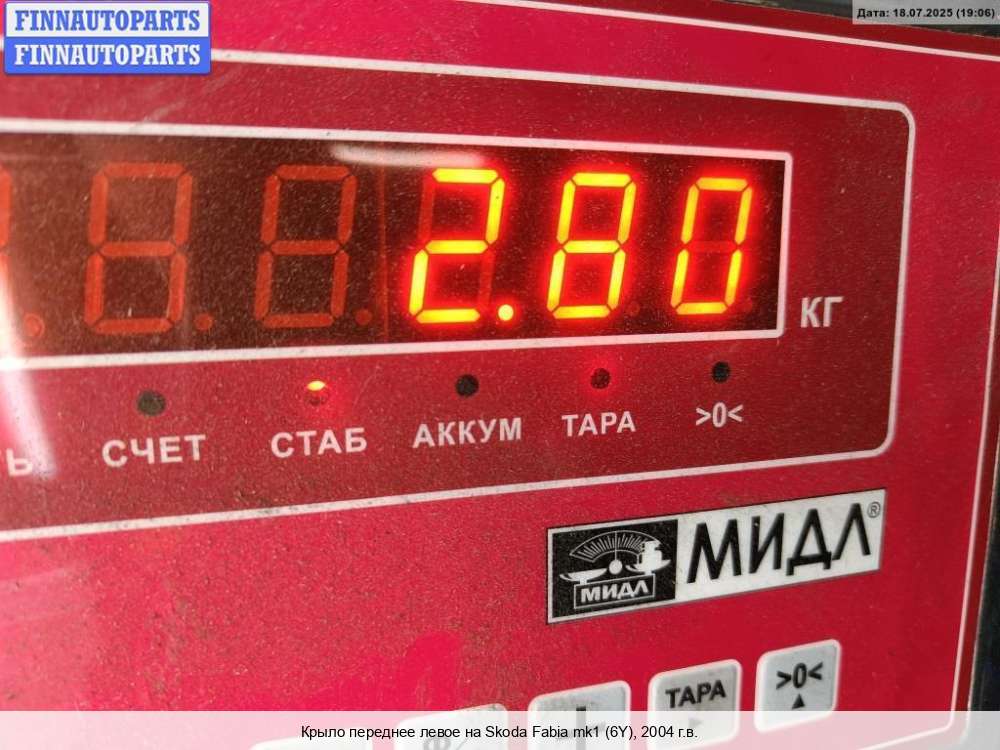 FINNAUTOPARTS
FINNAUTOPARTS
Дата: 18.07.2025 (19:06)
2.80
КГ
СЧЕТ
СТАБ
АККУМ
ТАРА
>0<
МИДЛ
МИДЛ®
ТАРА
>0<
Крыло переднее левое на Skoda Fabia mk1 (6Y), 2004 г.в.